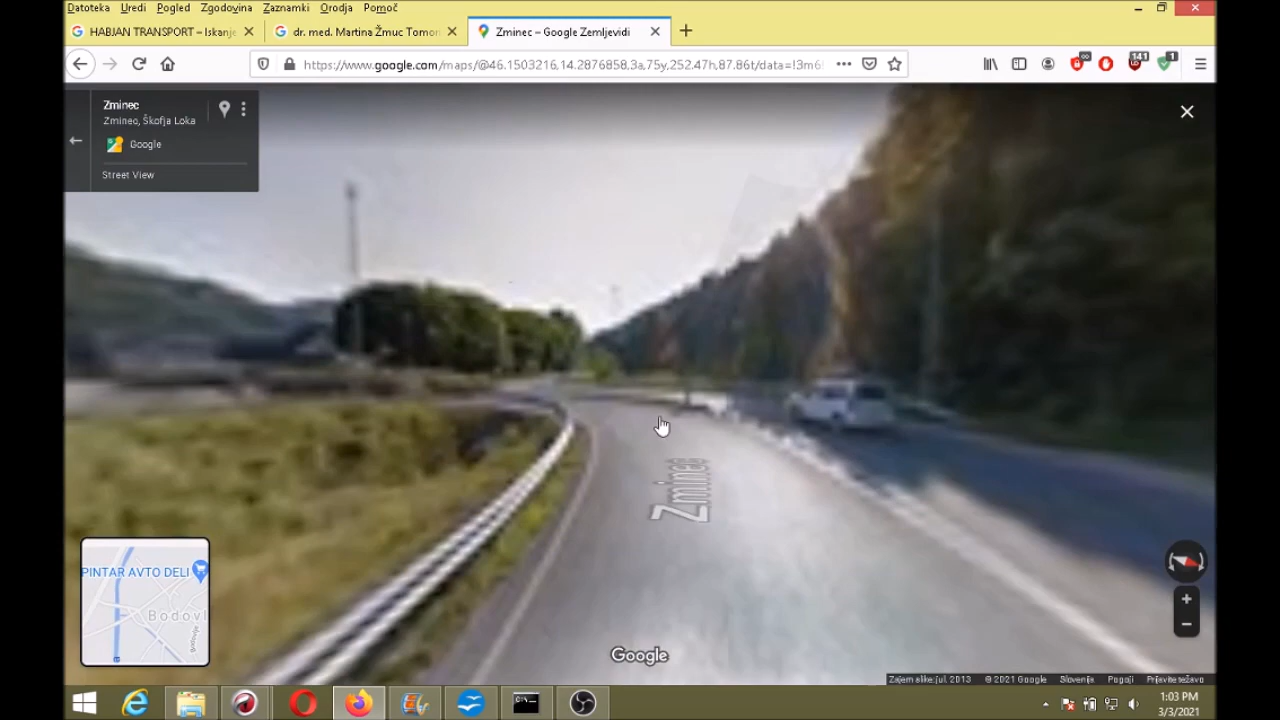 Datoteka Uredi Pogled Zgodovina Zaznamki Orodja Pomoč
HABJAN TRANSPORT – Iskanje
dr. med. Martina Žmuc Tomori
Zminec – Google Zemljevidi
https://www.google.com/maps/@46.1503216,14.2876858,3a,75y,252.47h,87.86t/data=!3m6!
141
1
Zminec
Zminec, Škofja Loka
Google
Street View
Zminec
PINTAR AVTO DELI
Bodovl
Google
Zajem slike: jul. 2013 © 2021 Google Slovenija Pogoji Prijavite težavo
1:03 PM
3/3/2021